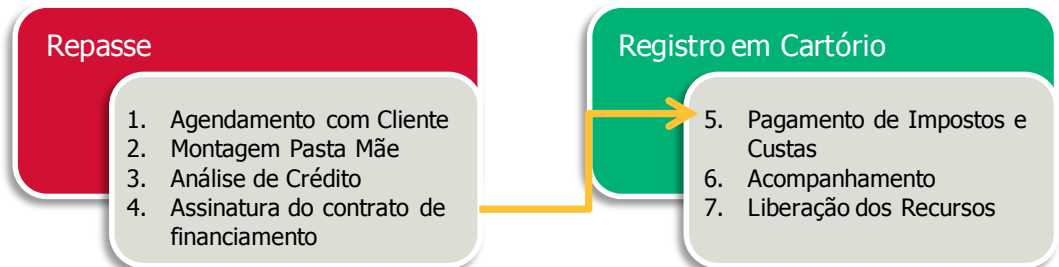 Repasse
1. Agendamento com Cliente
2. Montagem Pasta Mãe
3. Análise de Crédito
4. Assinatura do contrato de
financiamento
Registro em Cartório
5. Pagamento de Impostos e
Custas
6. Acompanhamento
7. Liberação dos Recursos